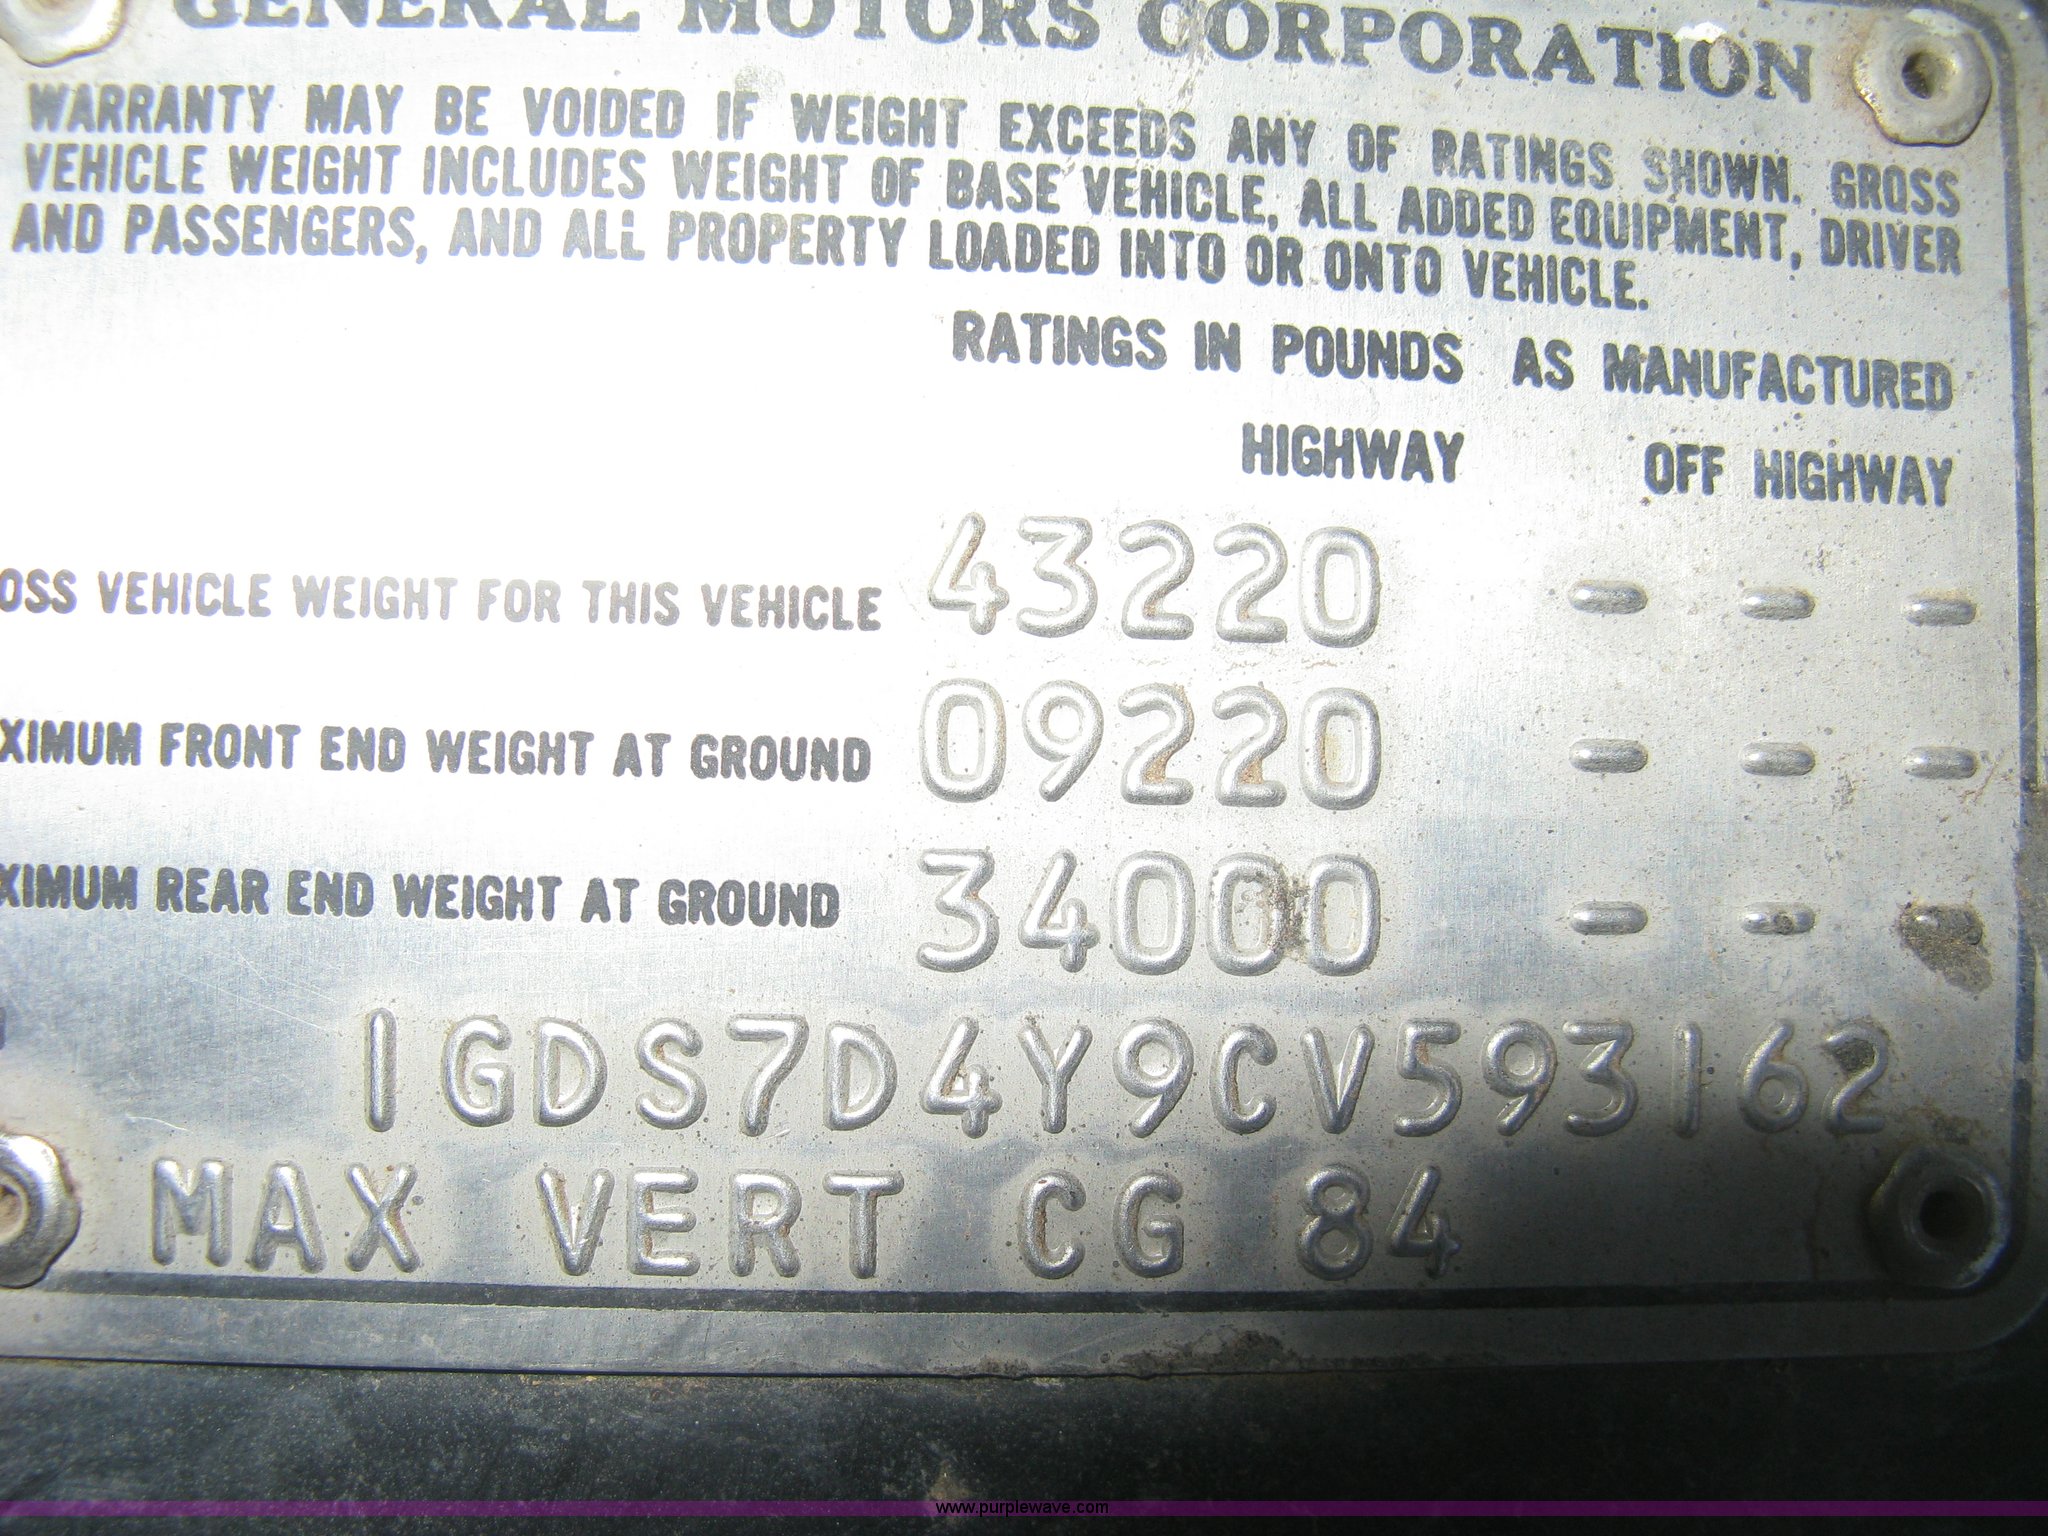 GENERAL MOTORS CORPORATION
WARRANTY MAY BE VOIDED IF WEIGHT EXCEEDS ANY OF RATINGS SHOWN. GROSS
VEHICLE WEIGHT INCLUDES WEIGHT OF BASE VEHICLE, ALL ADDED EQUIPMENT, DRIVER
AND PASSENGERS, AND ALL PROPERTY LOADED INTO OR ONTO VEHICLE.
RATINGS IN POUNDS AS MANUFACTURED
HIGHWAY OFF HIGHWAY
OSS VEHICLE WEIGHT FOR THIS VEHICLE 43220 - - -
XIMUM FRONT END WEIGHT AT GROUND 09220 - - -
XIMUM REAR END WEIGHT AT GROUND 34000 - - -
1GDS7D4Y9CV593162
MAX VERT CG 84
www.purplewave.com